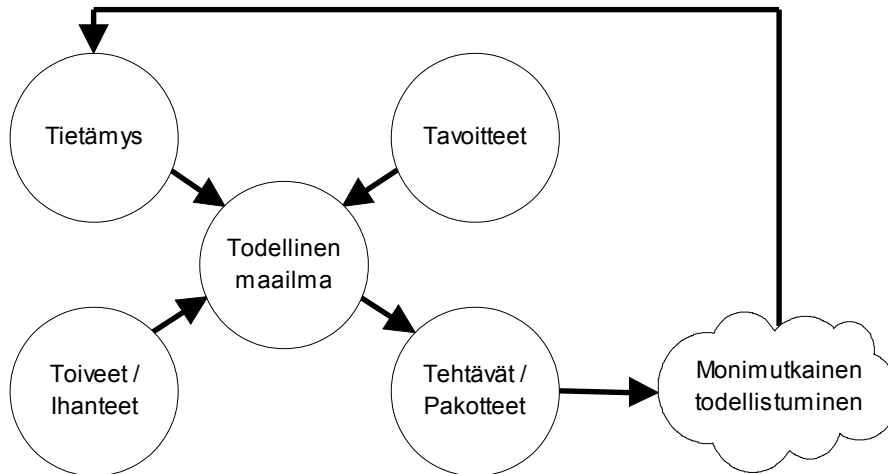 Tietämys
Tavoitteet
Todellinen
maailma
Toiveet /
Ihanteet
Tehtävät /
Pakotteet
Monimutkainen
todellistuminen